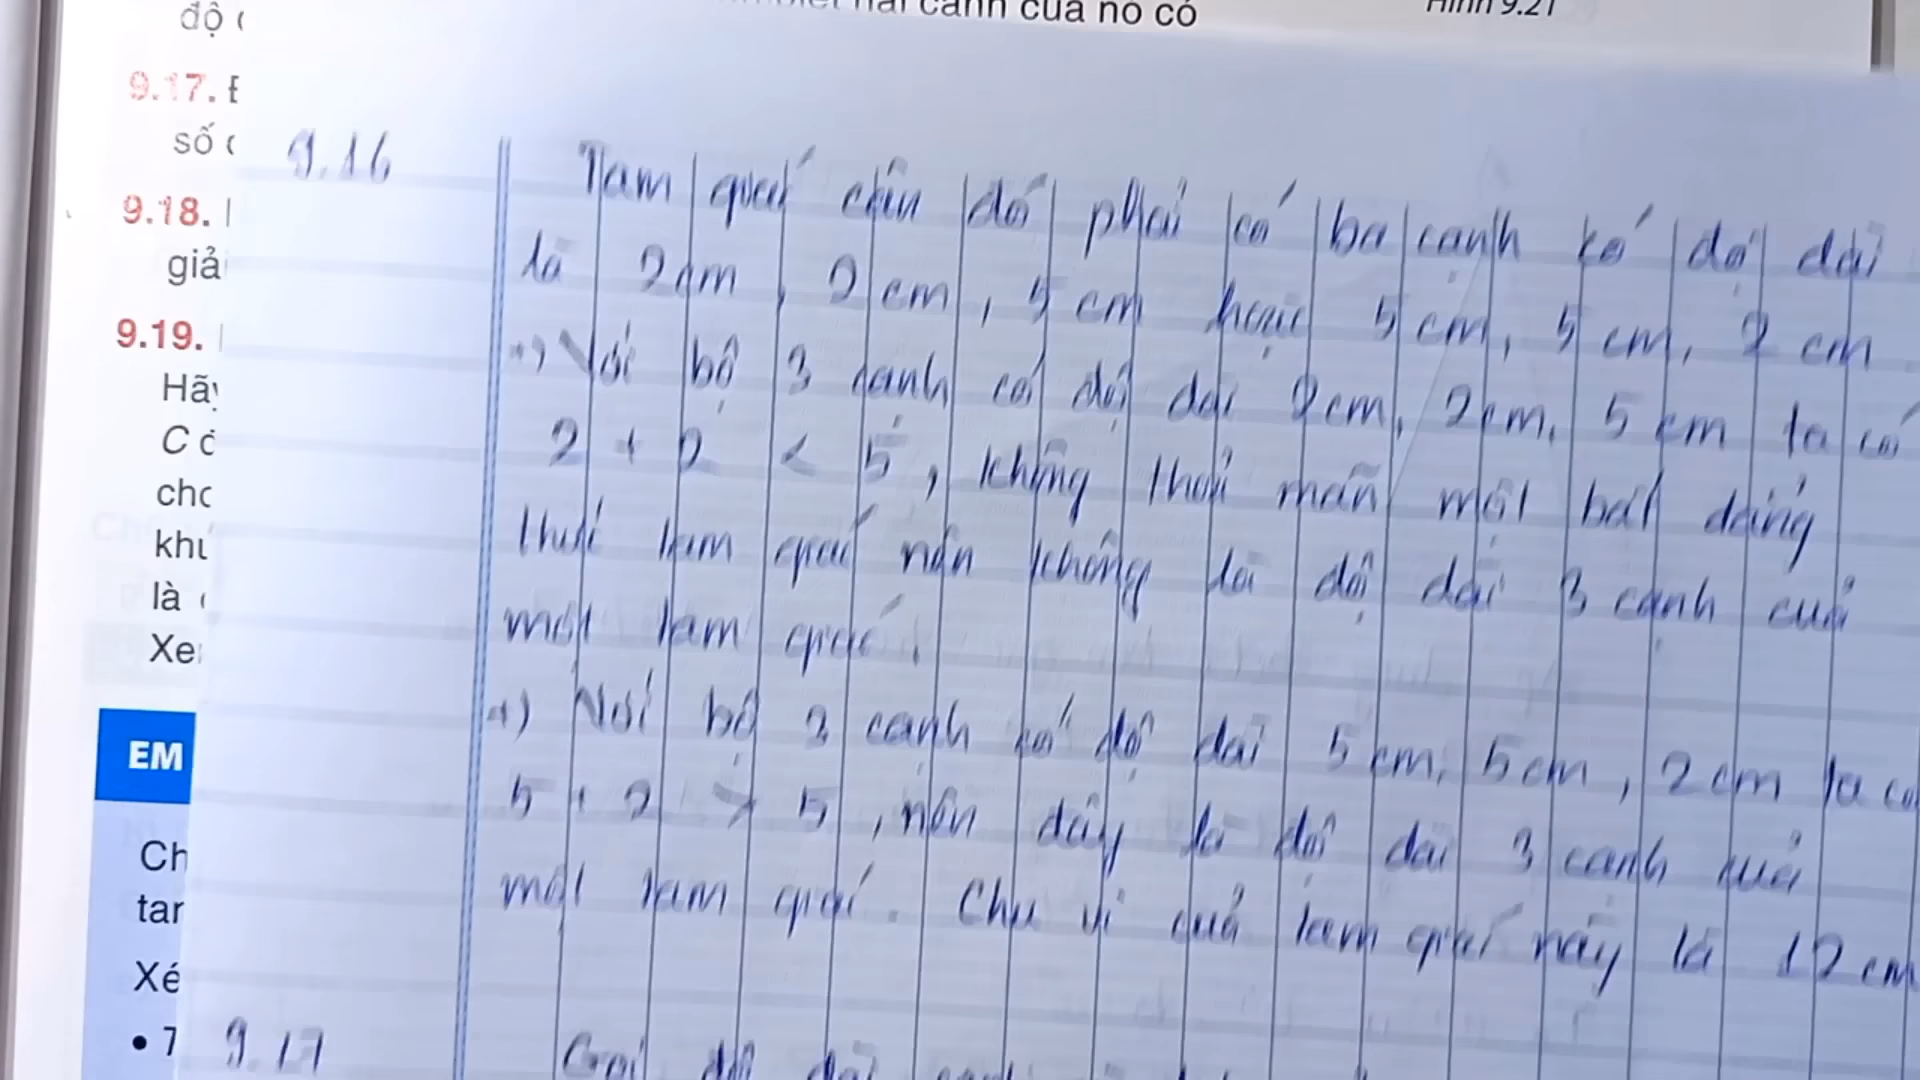 hai cạnh của nó có
Hình 9.21
độ
9.17.
số
9.18.
giả
9.19.
Hãy
C
cho
là
EM
Xé
• T
9.16
Tam giác cân đó phải có ba cạnh có độ dài
là 2cm, 2cm, 5cm hoặc 5cm, 5cm, 2cm
+) Với bộ 3 cạnh có độ dài 2cm, 2cm, 5cm ta có
2 + 2 < 5, không thoả mãn một bất đẳng
thức tam giác nên không là độ dài 3 cạnh của
một tam giác.
+) Với bộ 3 cạnh có độ dài 5cm, 5cm, 2cm ta có
5 + 2 > 5, nên đây là độ dài 3 cạnh của
một tam giác. Chu vi của tam giác này là 12cm
9.17
Gọi độ dài